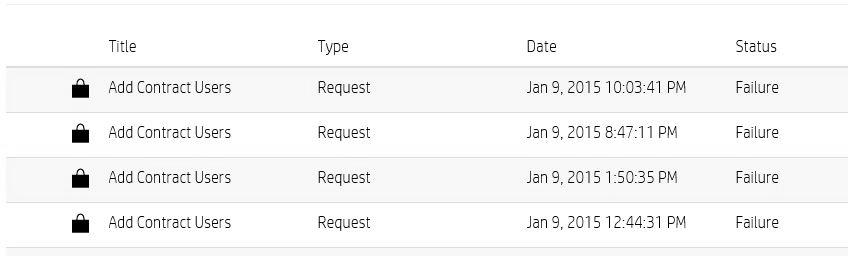 Title Type Date Status
Add Contract Users Request Jan 9, 2015 10:03:41 PM Failure
Add Contract Users Request Jan 9, 2015 8:47:11 PM Failure
Add Contract Users Request Jan 9, 2015 1:50:35 PM Failure
Add Contract Users Request Jan 9, 2015 12:44:31 PM Failure